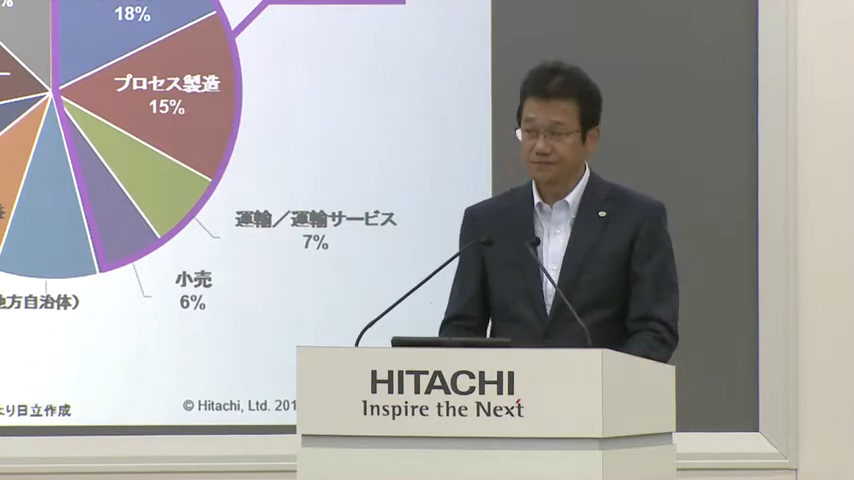 18%
プロセス製造
15%
運輸／運輸サービス
7%
小売
6%
地方自治体）
より日立作成
© Hitachi, Ltd. 201
HITACHI
Inspire the Next